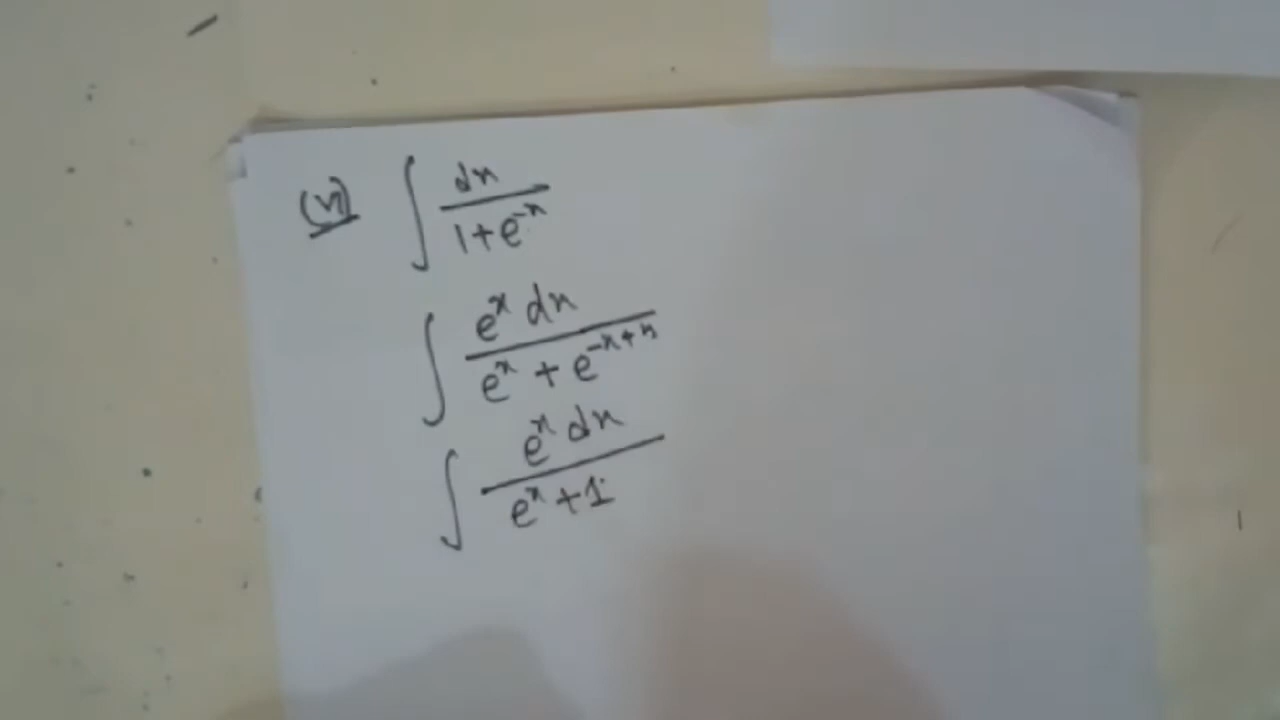 (vi) ∫ dx / (1+e^-x)
∫ e^x dx / (e^x + e^-x+x)
∫ e^x dx / (e^x +1)